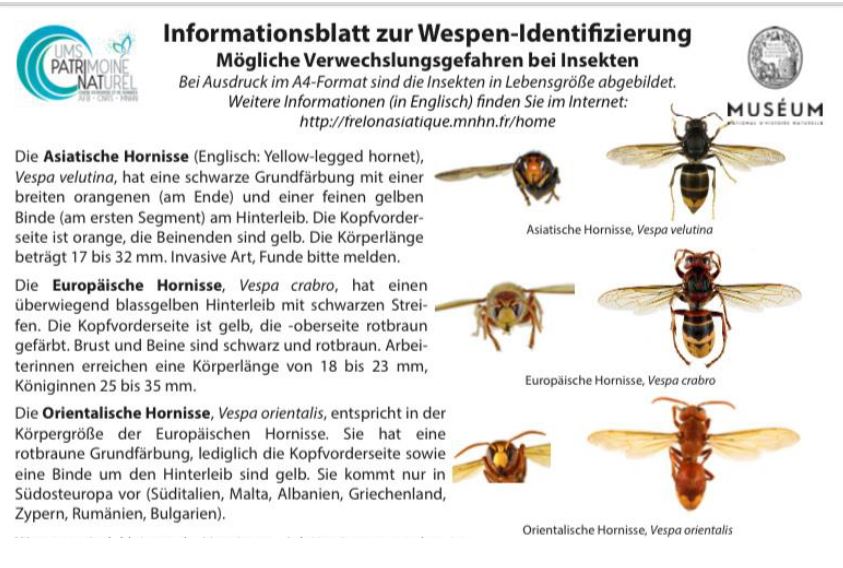 Informationsblatt zur Wespen-Identifizierung
Mögliche Verwechslungsgefahren bei Insekten
Bei Ausdruck im A4-Format sind die Insekten in Lebensgröße abgebildet.
Weitere Informationen (in Englisch) finden Sie im Internet:
http://frelonasiatique.mnhn.fr/home
UMS
PATRIMOINE
NATUREL
AFB - CNRS - MNHN
MUSÉUM
NATIONAL D'HISTOIRE NATURELLE
Die Asiatische Hornisse (Englisch: Yellow-legged hornet),
Vespa velutina, hat eine schwarze Grundfärbung mit einer
breiten orangenen (am Ende) und einer feinen gelben
Binde (am ersten Segment) am Hinterleib. Die Kopfvorder-
seite ist orange, die Beinenden sind gelb. Die Körperlänge
beträgt 17 bis 32 mm. Invasive Art, Funde bitte melden.
Asiatische Hornisse, Vespa velutina
Die Europäische Hornisse, Vespa crabro, hat einen
überwiegend blassgelben Hinterleib mit schwarzen Strei-
fen. Die Kopfvorderseite ist gelb, die -oberseite rotbraun
gefärbt. Brust und Beine sind schwarz und rotbraun. Arbei-
terinnen erreichen eine Körperlänge von 18 bis 23 mm,
Königinnen 25 bis 35 mm.
Europäische Hornisse, Vespa crabro
Die Orientalische Hornisse, Vespa orientalis, entspricht in der
Körpergröße der Europäischen Hornisse. Sie hat eine
rotbraune Grundfärbung, lediglich die Kopfvorderseite sowie
eine Binde um den Hinterleib sind gelb. Sie kommt nur in
Südosteuropa vor (Süditalien, Malta, Albanien, Griechenland,
Zypern, Rumänien, Bulgarien).
Orientalische Hornisse, Vespa orientalis